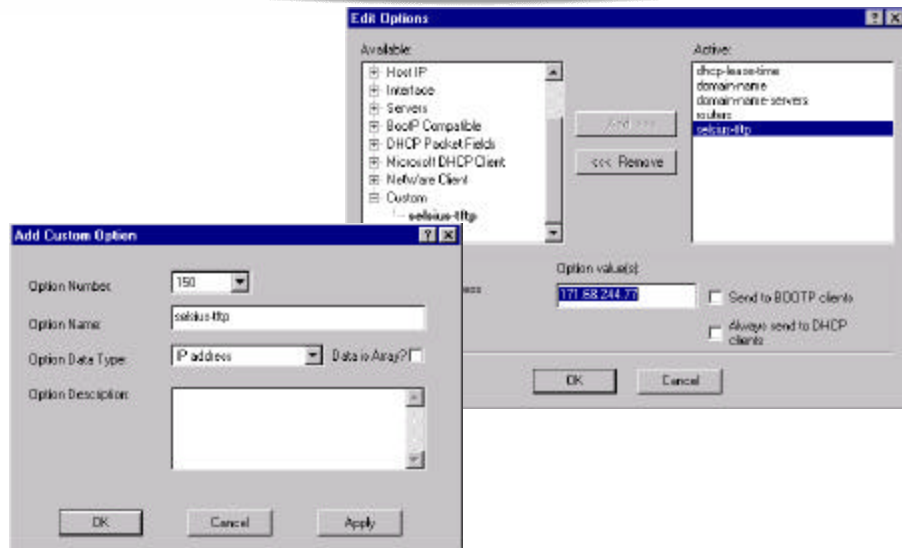 Edit Options
Available:
Host IP
Interface
Servers
BootP Compatible
DHCP Packet Fields
Microsoft DHCP Client
NetWare Client
Custom
selsius-tftp
Add >>>
<<< Remove
Active:
dhcp-lease-time
domain-name
domain-name-servers
routers
selsius-tftp
Option value(s):
171.68.244.77
Send to BOOTP clients
Always send to DHCP
clients
OK
Cancel
Add Custom Option
Option Number:
150
Option Name:
selsius-tftp
Option Data Type:
IP address
Data is Array?
Option Description:
OK
Cancel
Apply